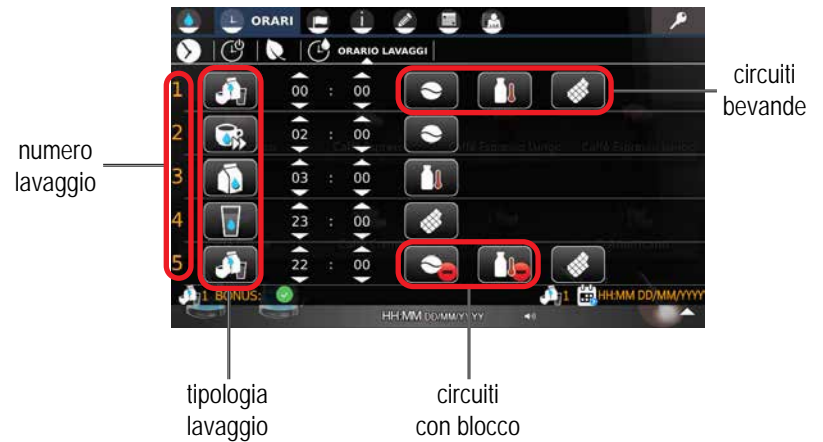 ORARI
ORARIO LAVAGGI
1 00 : 00
2 02 : 00
3 03 : 00
4 23 : 00
5 22 : 00
1 BONUS:
1 HH:MM DD/MM/YYYY
HH:MM DD/MM/YYYY
circuiti
bevande
numero
lavaggio
tipologia
lavaggio
circuiti
con blocco